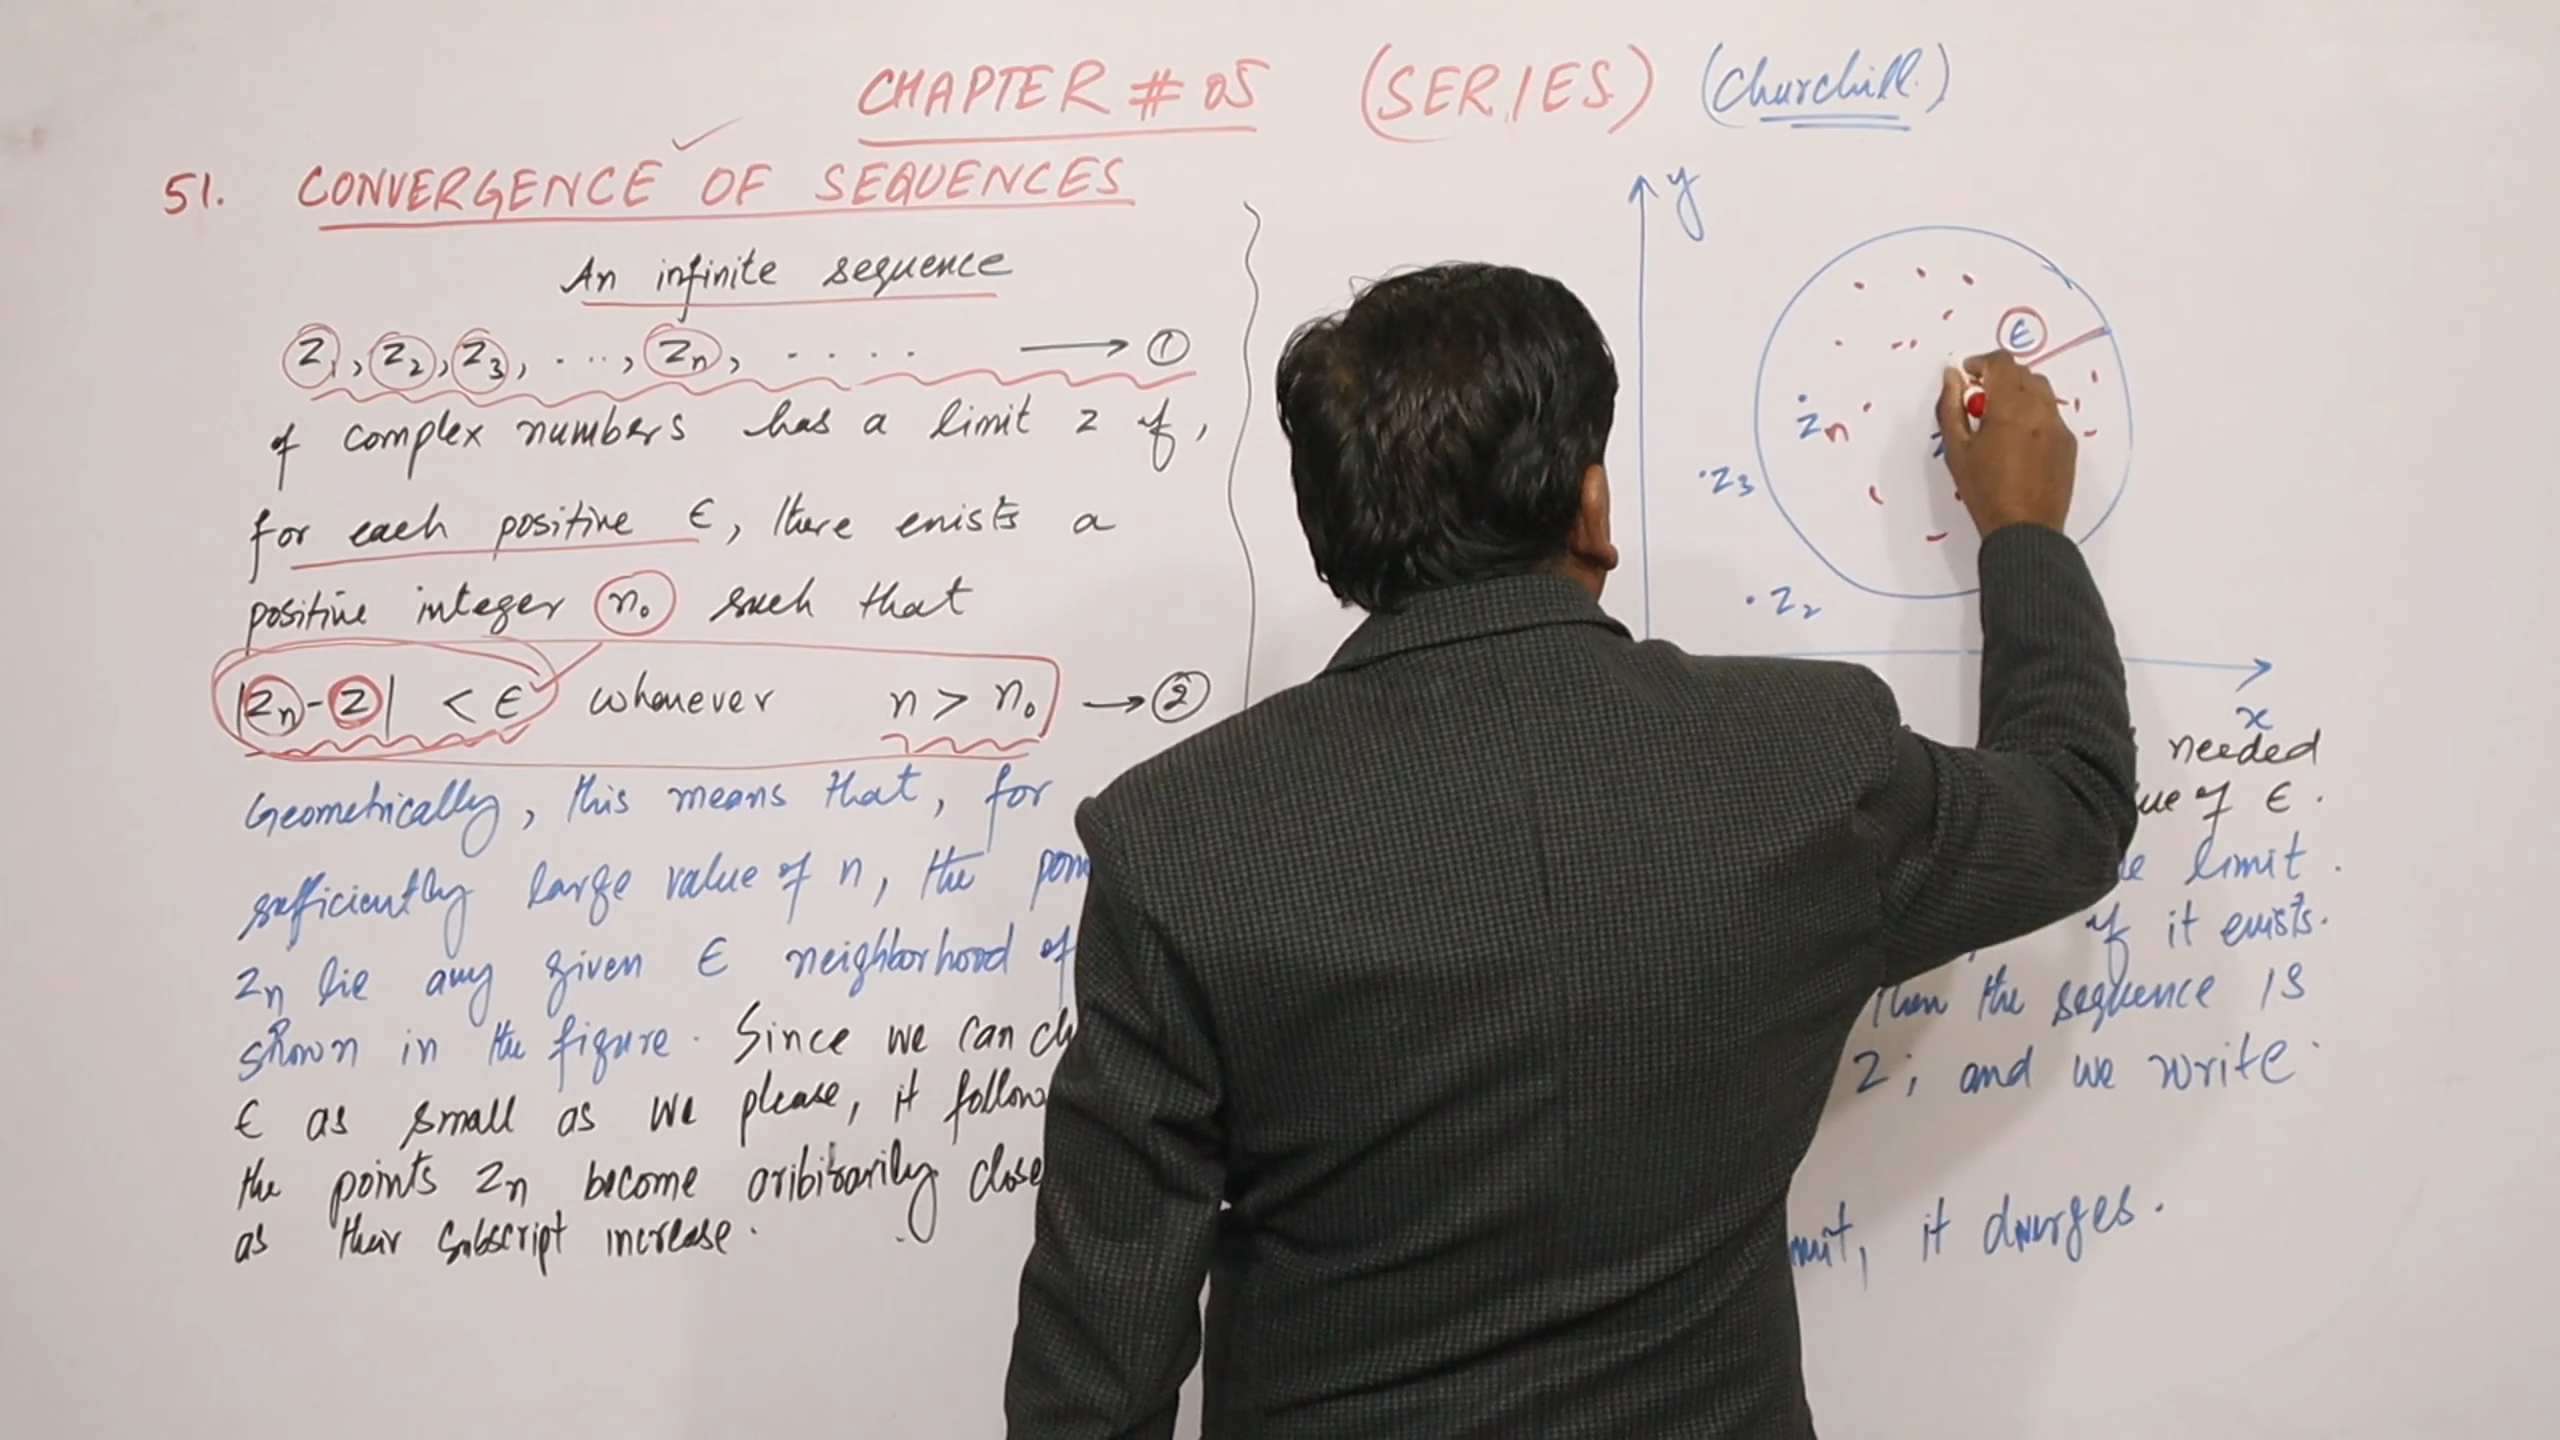 CHAPTER # 05 (SERIES) (Churchill)
51. CONVERGENCE OF SEQUENCES
An infinite sequence
z₁, z₂, z₃, ...., zₙ, ..... → ①
of complex numbers has a limit z if,
for each positive ϵ, there exists a
positive integer n₀ such that
|zₙ - z| < ϵ whenever n > n₀ → ②
Geometrically, this means that, for
sufficiently large value of n, the
zₙ lie any given ϵ neighborhood of
shown in the figure. Since we can
ϵ as small as we please, it
the points zₙ become aribitrarily close
as their subscript increase.
y
ϵ
zₙ
.z₃
.z₂
x
needed
of ϵ.
limit.
if it exists.
Then the sequence is
z; and we write.
it diverges.